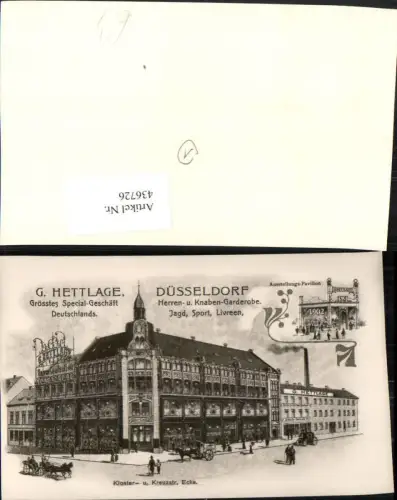 Artikel Nr.
436726
G. HETTLAGE, DÜSSELDORF
Grösstes Special-Geschäft
Deutschlands.
Herren- u. Knaben-Garderobe.
Jagd, Sport, Livreen.
Ausstellungs-Pavillon
1902
G. HETTLAGE
Kloster- u. Kreuzstr. Ecke.